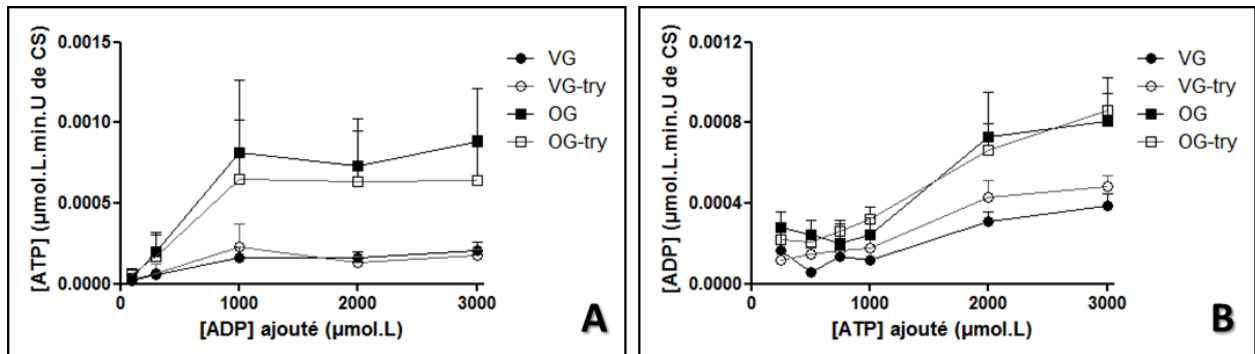 0.0015
0.0010
0.0005
0.0000
0
1000
2000
3000
[ATP] (µmol.L.min.U de CS)
[ADP] ajouté (µmol.L)
VG
VG-try
OG
OG-try
A
0.0012
0.0008
0.0004
0.0000
0
1000
2000
3000
[ADP] (µmol.L.min.U de CS)
[ATP] ajouté (µmol.L)
VG
VG-try
OG
OG-try
B